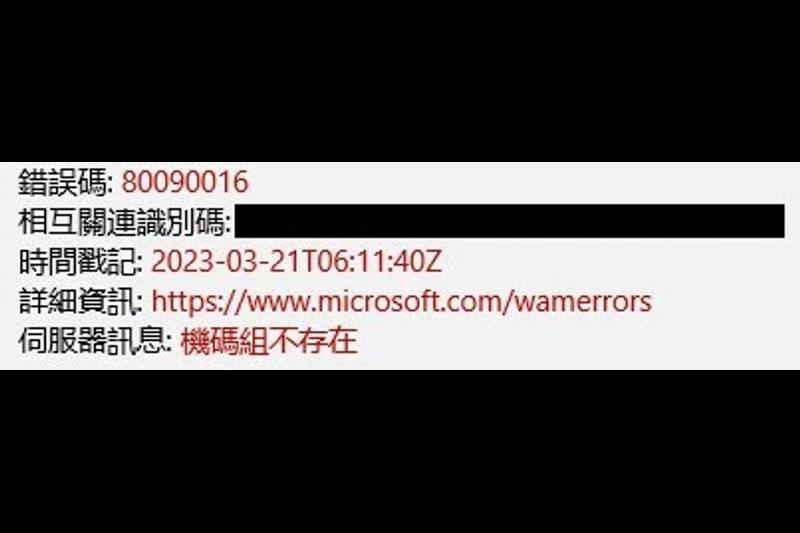 錯誤碼: 80090016
相互關連識別碼:
時間戳記: 2023-03-21T06:11:40Z
詳細資訊: https://www.microsoft.com/wamerrors
伺服器訊息: 機碼組不存在